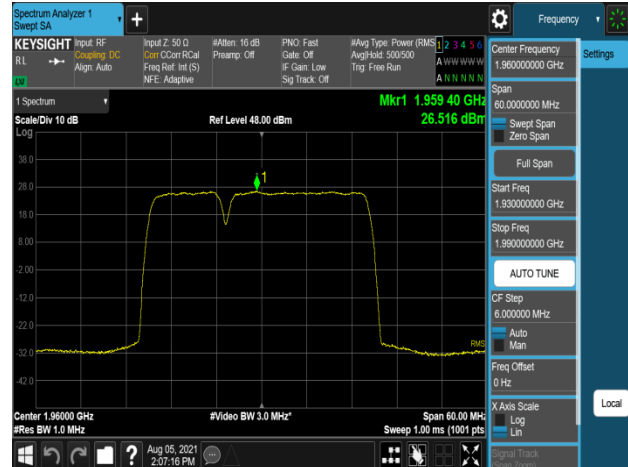 Spectrum Analyzer 1
Swept SA
+
Frequency
KEYSIGHT Input: RF Input Z: 50 Ω #Atten: 16 dB PNO: Fast #Avg Type: Power (RMS 1 2 3 4 5 6
RL Coupling: DC Corr CCorr RCal Preamp: Off Gate: Off Avg|Hold: 500/500 A W W W W W
Align: Auto Freq Ref: Int (S) IF Gain: Low Trig: Free Run
NFE: Adaptive Sig Track: Off A N N N N N
1 Spectrum
Mkr1 1.959 40 GHz
Scale/Div 10 dB Ref Level 48.00 dBm 26.516 dBm
Log
38.0
28.0
18.0
8.00
-2.00
-12.0
-22.0
-32.0
-42.0
1
RMS
Center 1.96000 GHz #Video BW 3.0 MHz* Span 60.00 MHz
#Res BW 1.0 MHz Sweep 1.00 ms (1001 pts
? Aug 05, 2021
2:07:16 PM
Center Frequency
1.960000000 GHz
Settings
Span
60.0000000 MHz
Swept Span
Zero Span
Full Span
Start Freq
1.930000000 GHz
Stop Freq
1.990000000 GHz
AUTO TUNE
CF Step
6.000000 MHz
Auto
Man
Freq Offset
0 Hz
X Axis Scale
Log
Lin
Local
Signal Track
(Span Zoom)